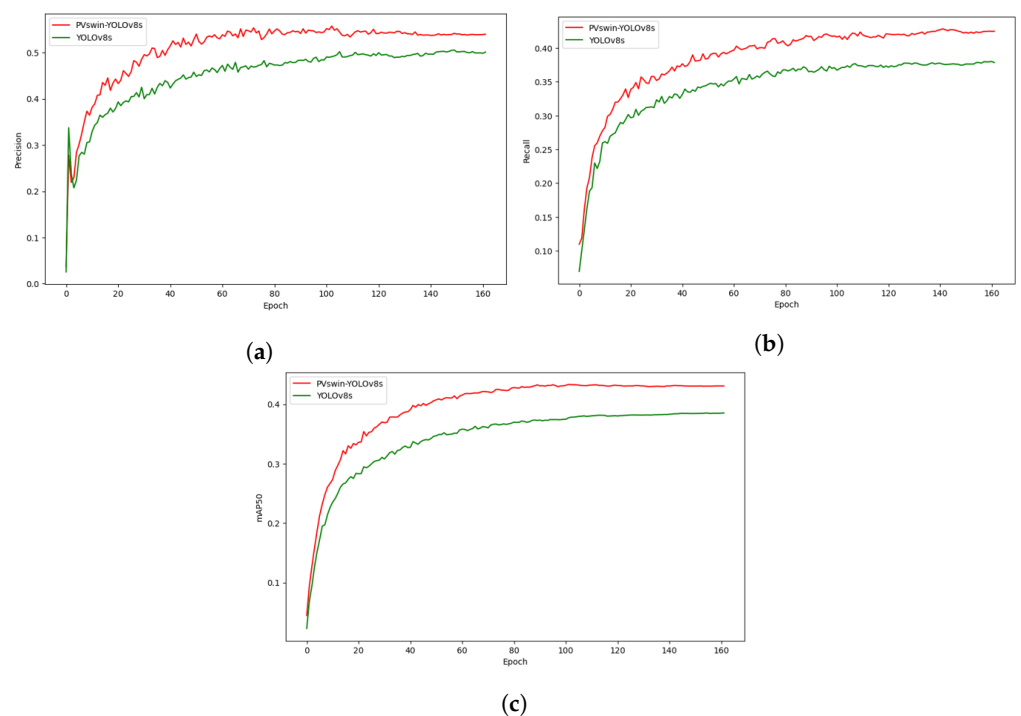 PVswin-YOLOv8s
YOLOv8s
Precision
0.5
0.4
0.3
0.2
0.1
0.0
0 20 40 60 80 100 120 140 160
Epoch
(a)
PVswin-YOLOv8s
YOLOv8s
Recall
0.40
0.35
0.30
0.25
0.20
0.15
0.10
0 20 40 60 80 100 120 140 160
Epoch
(b)
PVswin-YOLOv8s
YOLOv8s
mAP50
0.4
0.3
0.2
0.1
0 20 40 60 80 100 120 140 160
Epoch
(c)